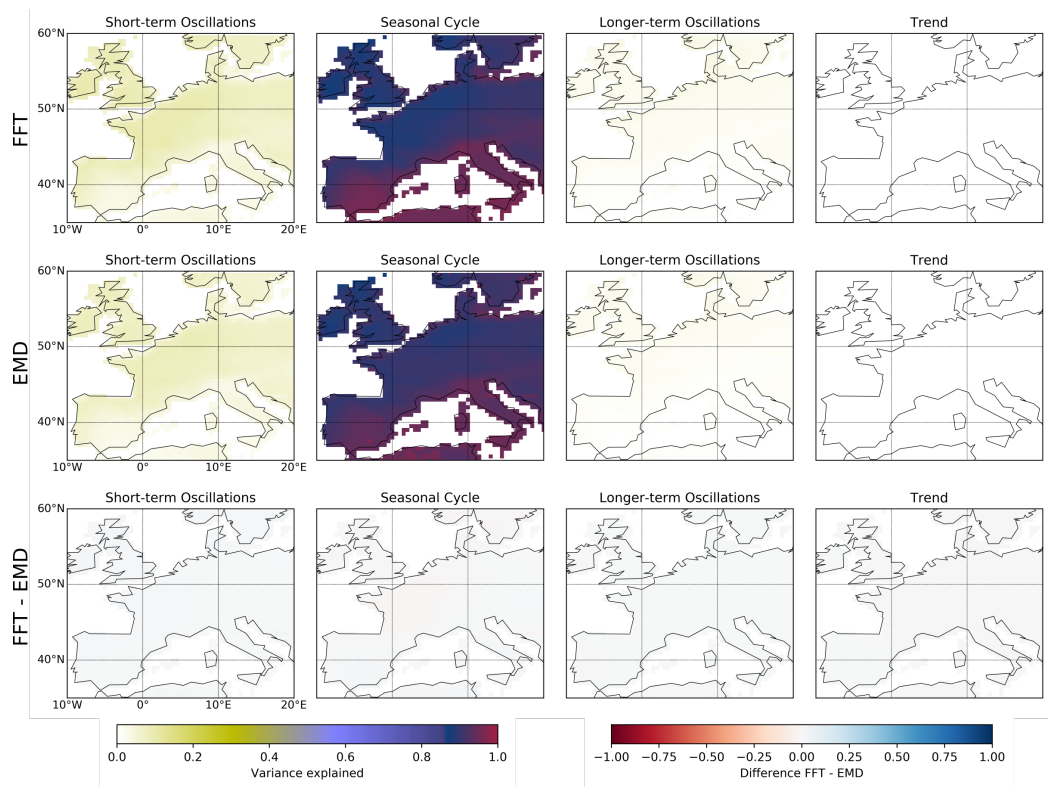 Short-term Oscillations
Seasonal Cycle
Longer-term Oscillations
Trend
60°N
50°N
40°N
10°W 0° 10°E 20°E
FFT
Short-term Oscillations
Seasonal Cycle
Longer-term Oscillations
Trend
60°N
50°N
40°N
10°W 0° 10°E 20°E
EMD
Short-term Oscillations
Seasonal Cycle
Longer-term Oscillations
Trend
60°N
50°N
40°N
10°W 0° 10°E 20°E
FFT - EMD
0.0 0.2 0.4 0.6 0.8 1.0
Variance explained
−1.00 −0.75 −0.50 −0.25 0.00 0.25 0.50 0.75 1.00
Difference FFT - EMD